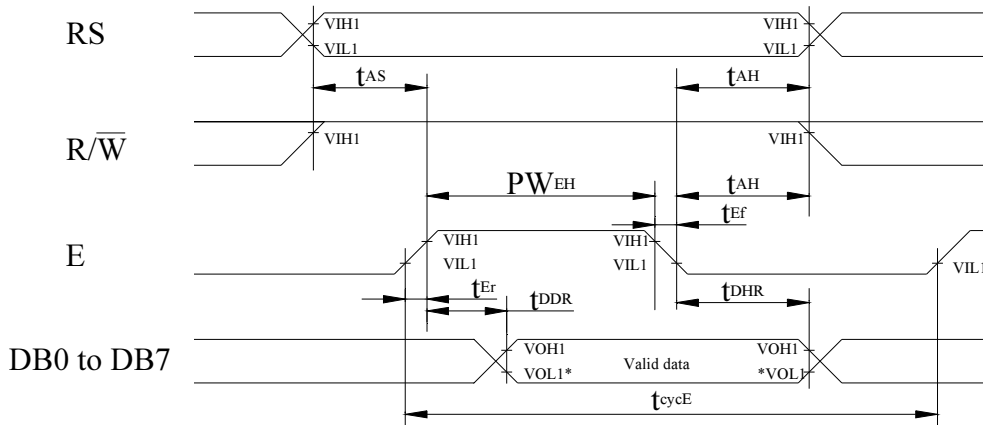 RS VIH1 VIH1
VIL1 VIL1
tAS tAH
R/W̅ VIH1 VIH1
PWEH tAH
tEf
E VIH1 VIH1
VIL1 VIL1 VIL1
tEr tDHR
tDDR
DB0 to DB7 VOH1 Valid data VOH1
VOL1* *VOL1
tcycE